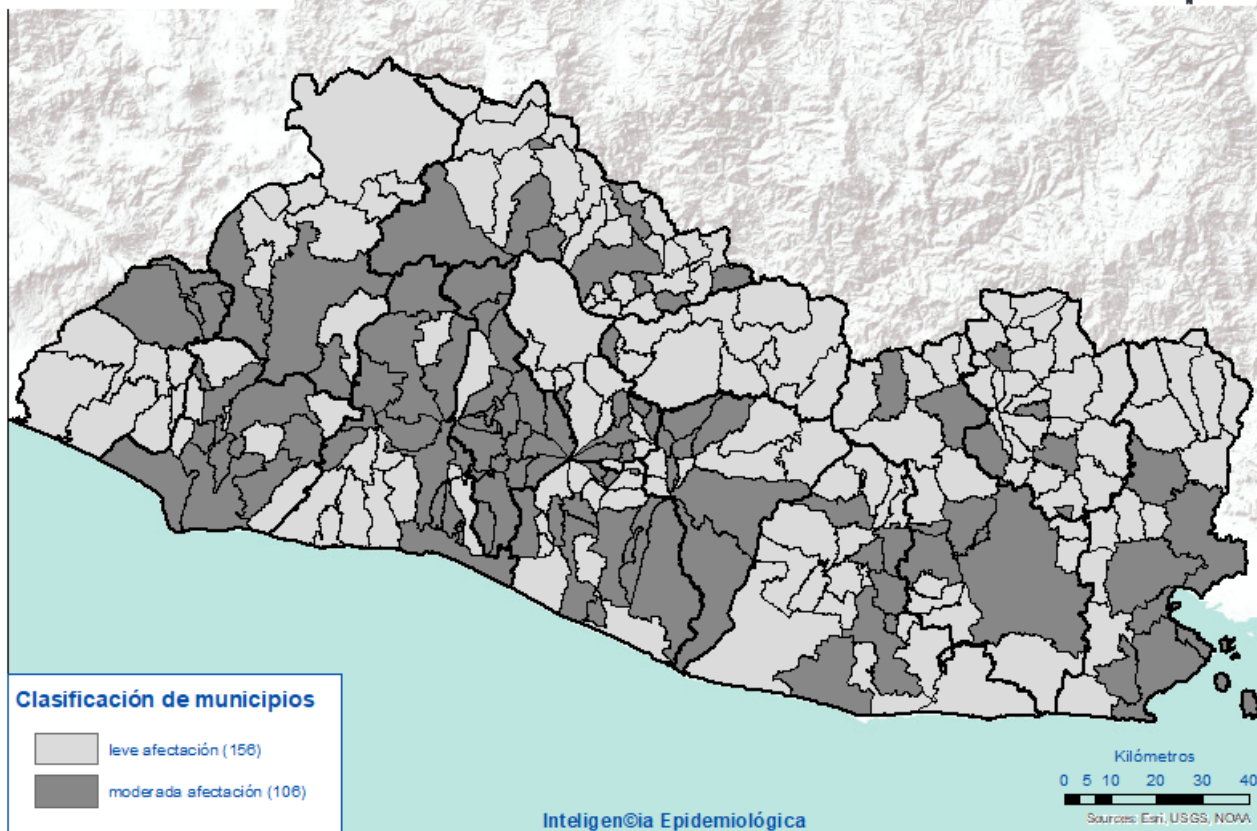 Clasificación de municipios
leve afectación (156)
moderada afectación (106)
Inteligen©ia Epidemiológica
Kilómetros
0 5 10 20 30 40
Sources: Esri, USGS, NOAA